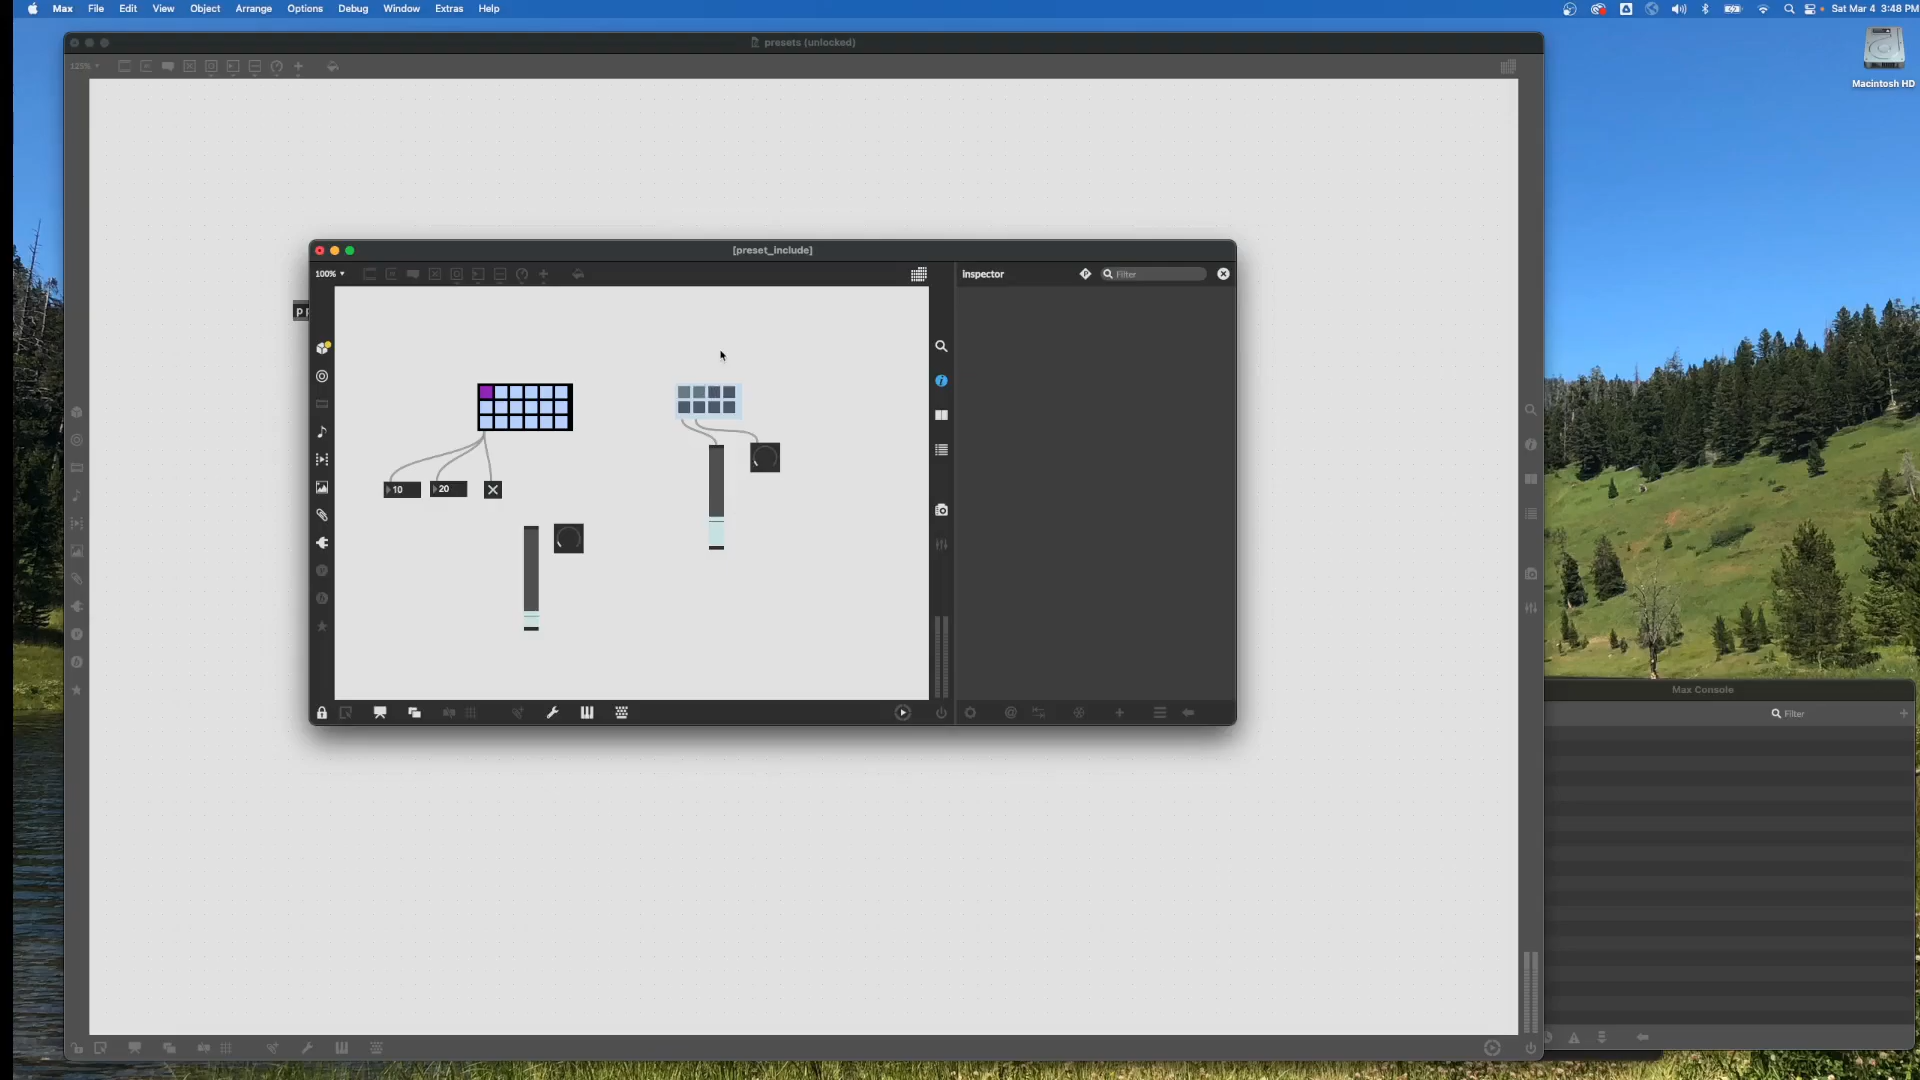 Max File Edit View Object Arrange Options Debug Window Extras Help
Sat Mar 4 3:48 PM
presets (unlocked)
125%
Macintosh HD
[preset_include]
100%
Inspector
Filter
p p
10
20
Max Console
Filter